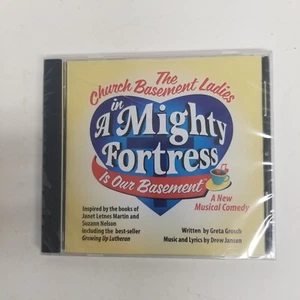 The
Church Basement Ladies
in
A Mighty
Fortress
Is Our Basement
A New
Musical Comedy
Inspired by the books of
Janet Letnes Martin and
Suzann Nelson
including the best-seller
Growing Up Lutheran
Written by Greta Grosch
Music and Lyrics by Drew Jansen